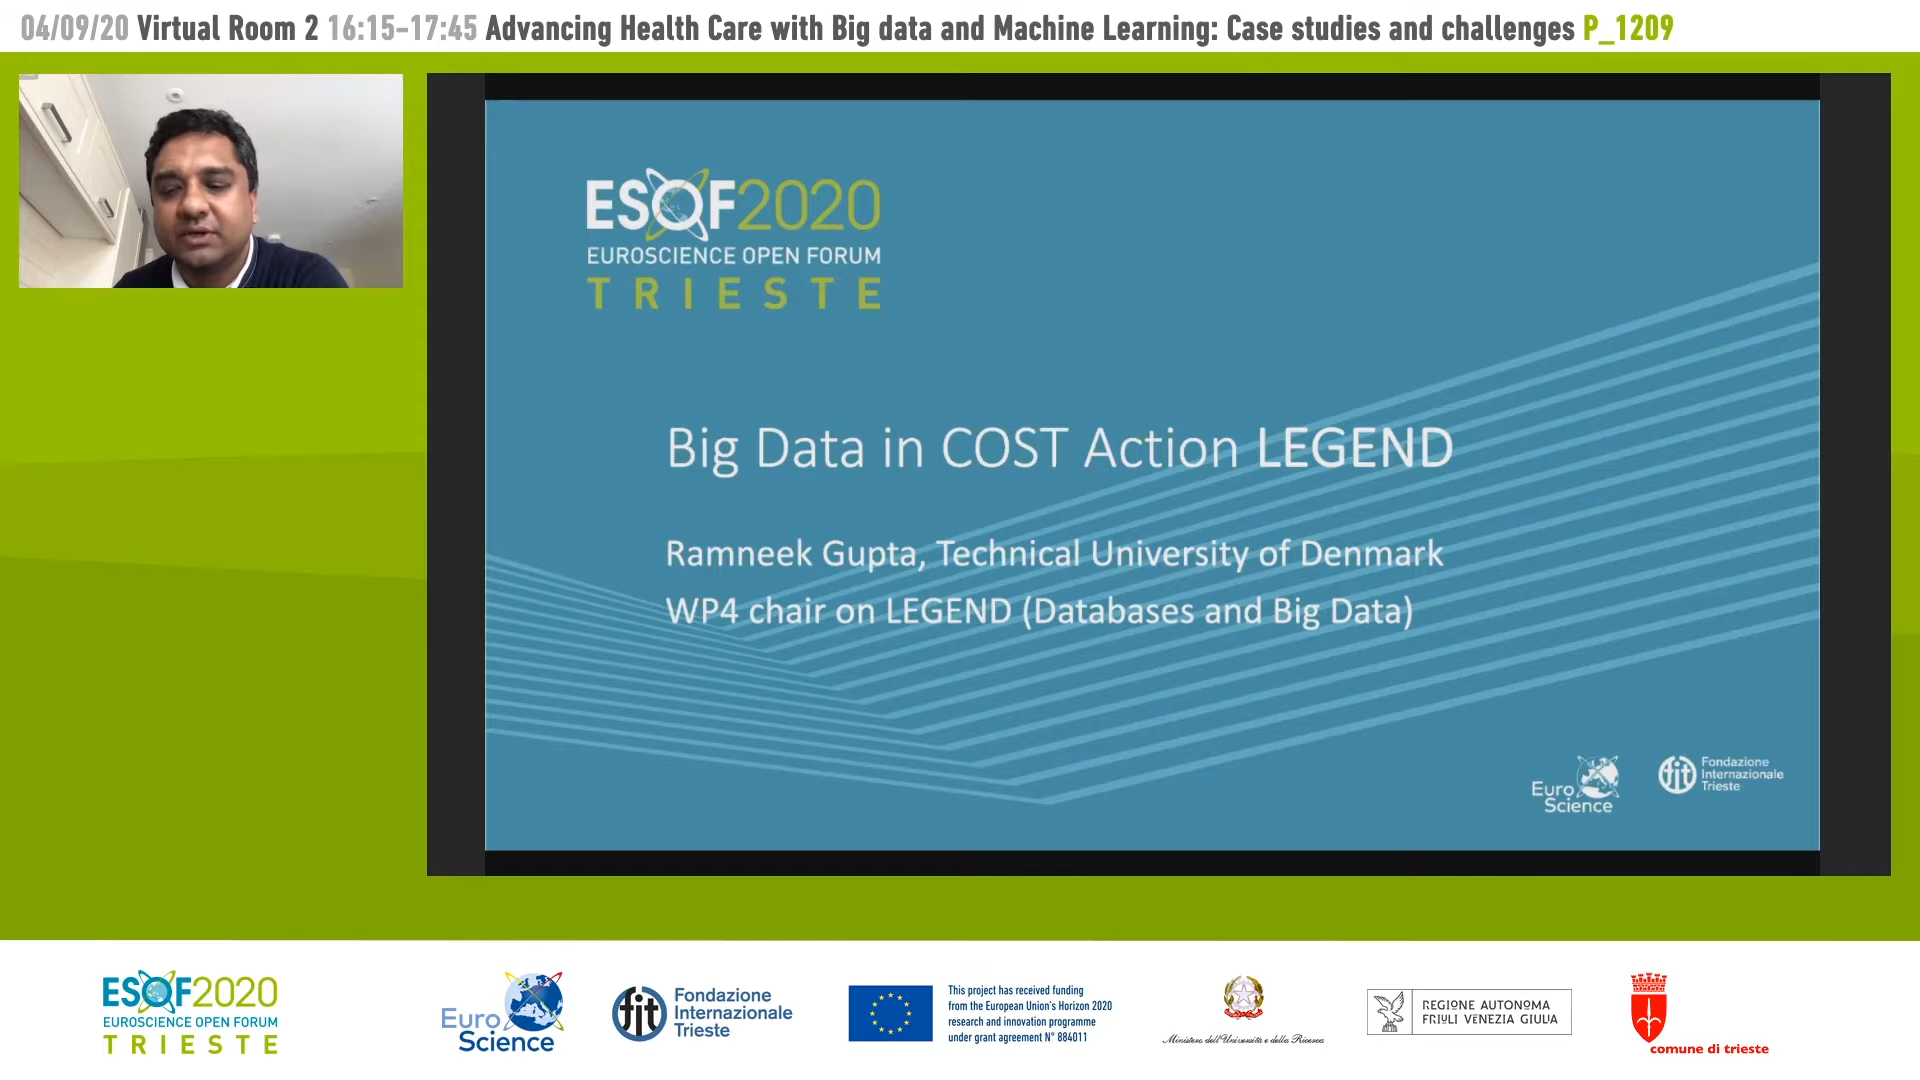 04/09/20 Virtual Room 2 16:15-17:45 Advancing Health Care with Big data and Machine Learning: Case studies and challenges P_1209
ESOF2020
EUROSCIENCE OPEN FORUM
TRIESTE
Big Data in COST Action LEGEND
Ramneek Gupta, Technical University of Denmark
WP4 chair on LEGEND (Databases and Big Data)
Euro
Science
fit
Fondazione
Internazionale
Trieste
ESOF2020
EUROSCIENCE OPEN FORUM
TRIESTE
Euro
Science
fit
Fondazione
Internazionale
Trieste
This project has received funding
from the European Union's Horizon 2020
research and innovation programme
under grant agreement N° 884011
Ministero dell'Università e della Ricerca
REGIONE AUTONOMA
FRIULI VENEZIA GIULIA
comune di trieste